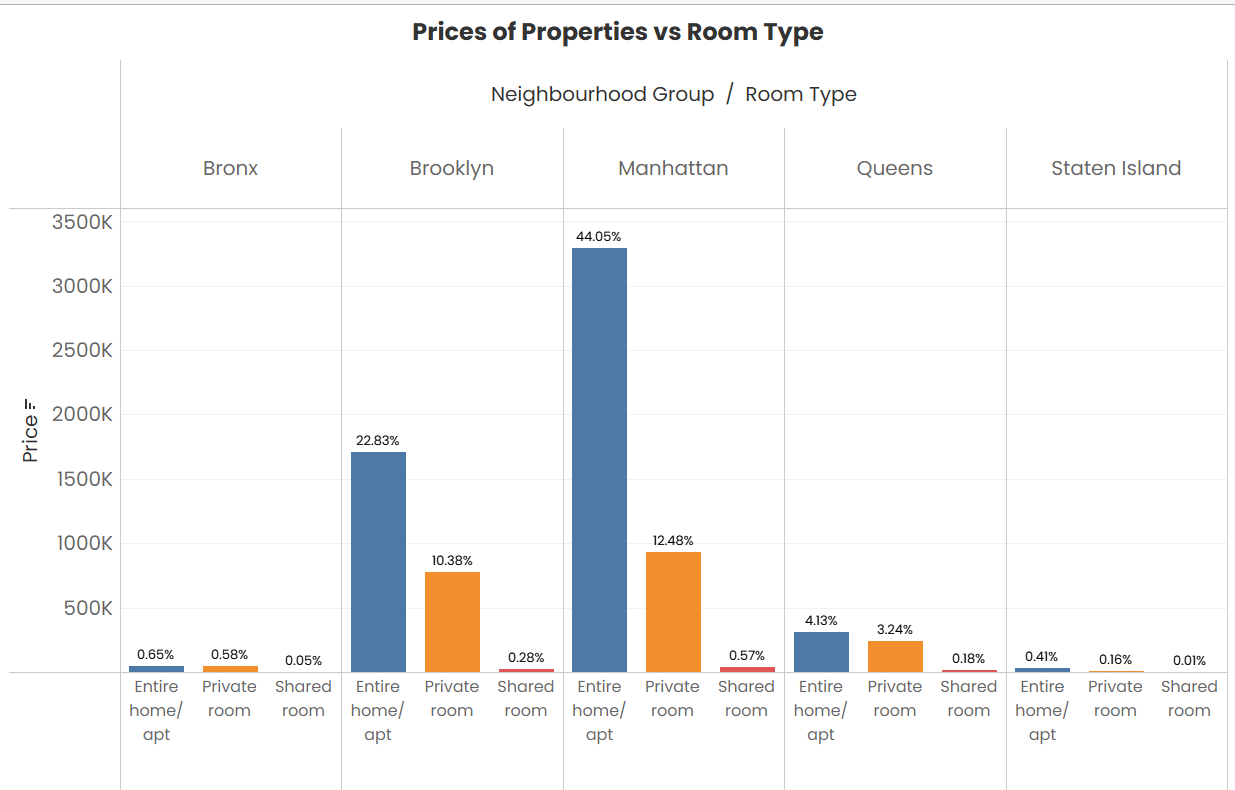 Prices of Properties vs Room Type
Neighbourhood Group / Room Type
Bronx
Brooklyn
Manhattan
Queens
Staten Island
Price
3500K
3000K
2500K
2000K
1500K
1000K
500K
0.65%
0.58%
0.05%
22.83%
10.38%
0.28%
44.05%
12.48%
0.57%
4.13%
3.24%
0.18%
0.41%
0.16%
0.01%
Entire
home/
apt
Private
room
Shared
room
Entire
home/
apt
Private
room
Shared
room
Entire
home/
apt
Private
room
Shared
room
Entire
home/
apt
Private
room
Shared
room
Entire
home/
apt
Private
room
Shared
room